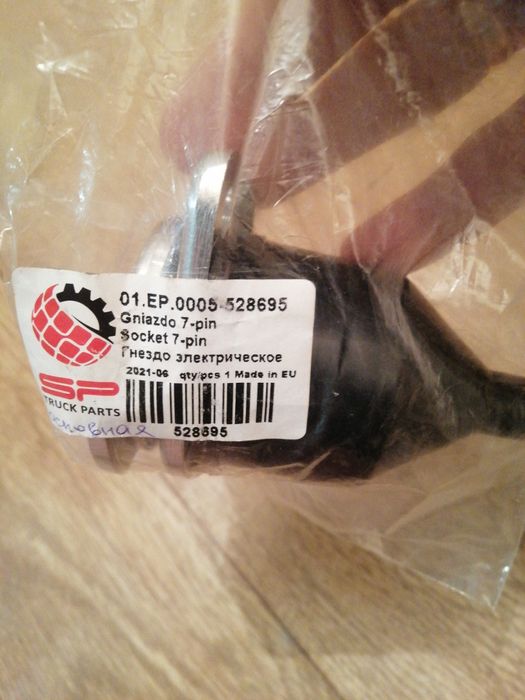 01.EP.0005-528695
Gniazdo 7-pin
Socket 7-pin
Гнездо электрическое
2021-06 qty/pcs 1 Made in EU
SP
TRUCK PARTS
528695